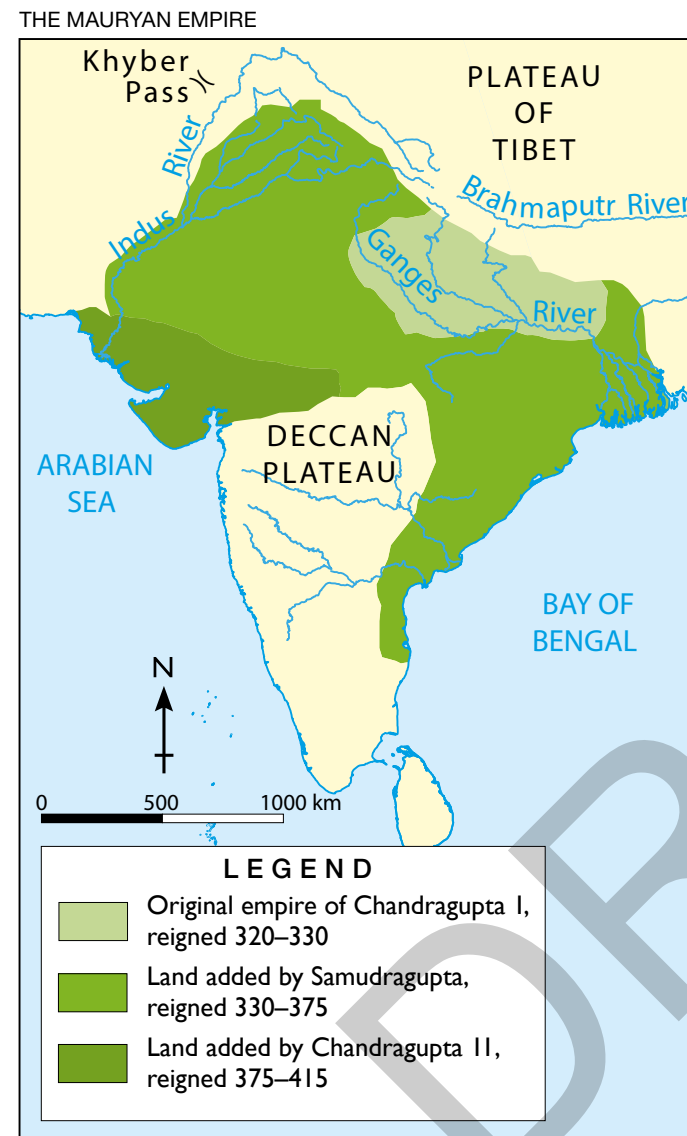 THE MAURYAN EMPIRE
Khyber
Pass
PLATEAU
OF
TIBET
River
Indus
Brahmaputr River
Ganges
River
DECCAN
PLATEAU
ARABIAN
SEA
BAY OF
BENGAL
N
0 500 1000 km
LEGEND
Original empire of Chandragupta I,
reigned 320–330
Land added by Samudragupta,
reigned 330–375
Land added by Chandragupta II,
reigned 375–415
DR